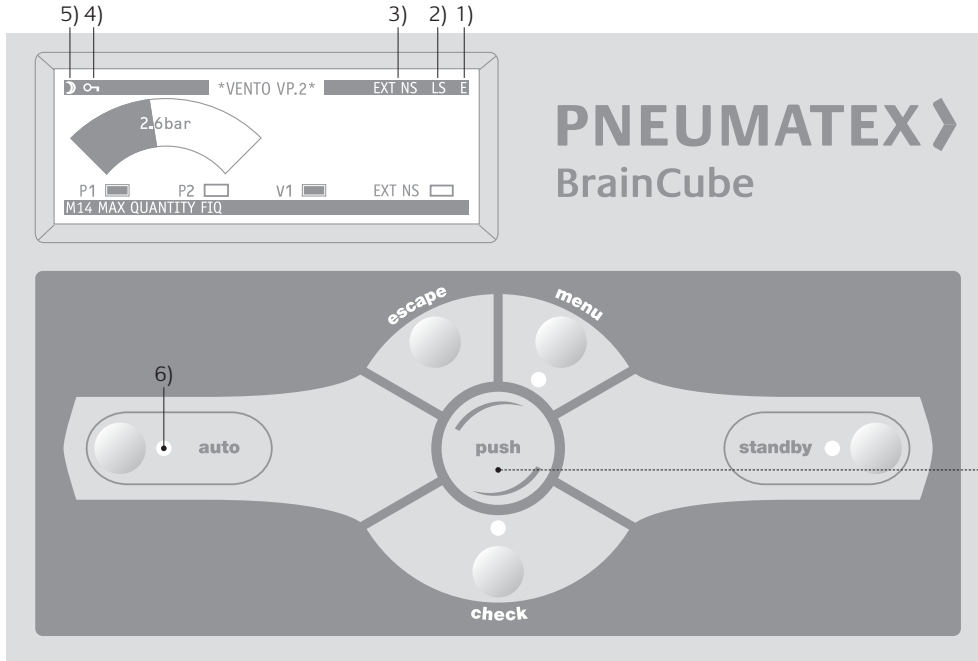 5) 4) 3) 2) 1)
*VENTO VP.2* EXT NS LS E
2.6bar
P1 P2 V1 EXT NS
M14 MAX QUANTITY FIQ
PNEUMATEX
BrainCube
escape menu
6)
auto push standby
check